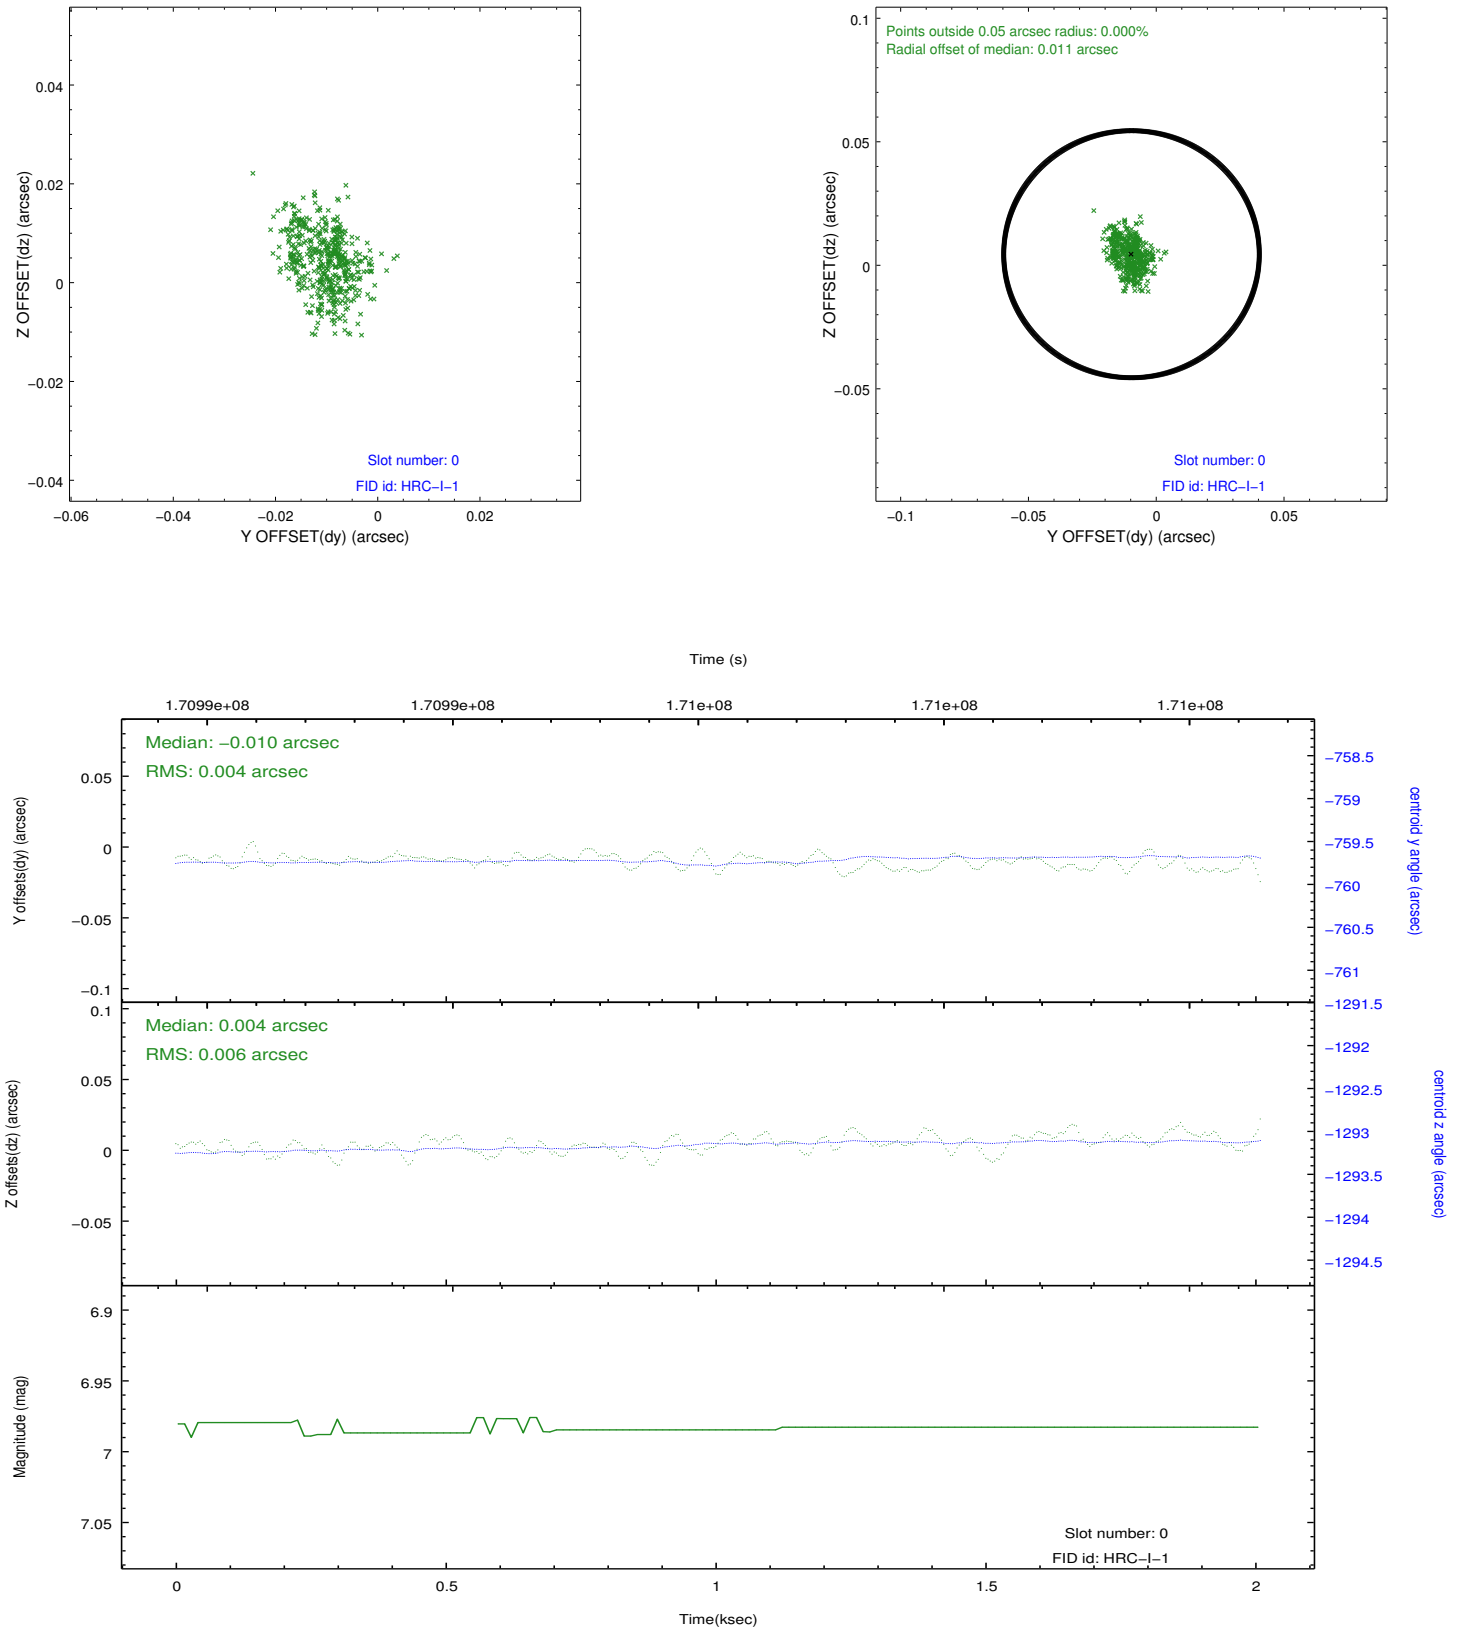 0.04
0.02
0
−0.02
−0.04
Z OFFSET(dz) (arcsec)
Slot number: 0
FID id: HRC−I−1
−0.06
−0.04
−0.02
0
0.02
Y OFFSET(dy) (arcsec)
0.1
0.05
0
−0.05
Z OFFSET(dz) (arcsec)
Points outside 0.05 arcsec radius: 0.000%
Radial offset of median: 0.011 arcsec
Slot number: 0
FID id: HRC−I−1
−0.1
−0.05
0
0.05
Y OFFSET(dy) (arcsec)
Time (s)
1.7099e+08
1.7099e+08
1.71e+08
1.71e+08
1.71e+08
Median: −0.010 arcsec
RMS: 0.004 arcsec
0.05
0
−0.05
−0.1
Y offsets(dy) (arcsec)
−758.5
−759
−759.5
−760
−760.5
−761
centroid y angle (arcsec)
Median: 0.004 arcsec
RMS: 0.006 arcsec
0.1
0.05
0
−0.05
Z offsets(dz) (arcsec)
−1291.5
−1292
−1292.5
−1293
−1293.5
−1294
−1294.5
centroid z angle (arcsec)
6.9
6.95
7
7.05
Magnitude (mag)
Slot number: 0
FID id: HRC−I−1
0
0.5
1
1.5
2
Time(ksec)